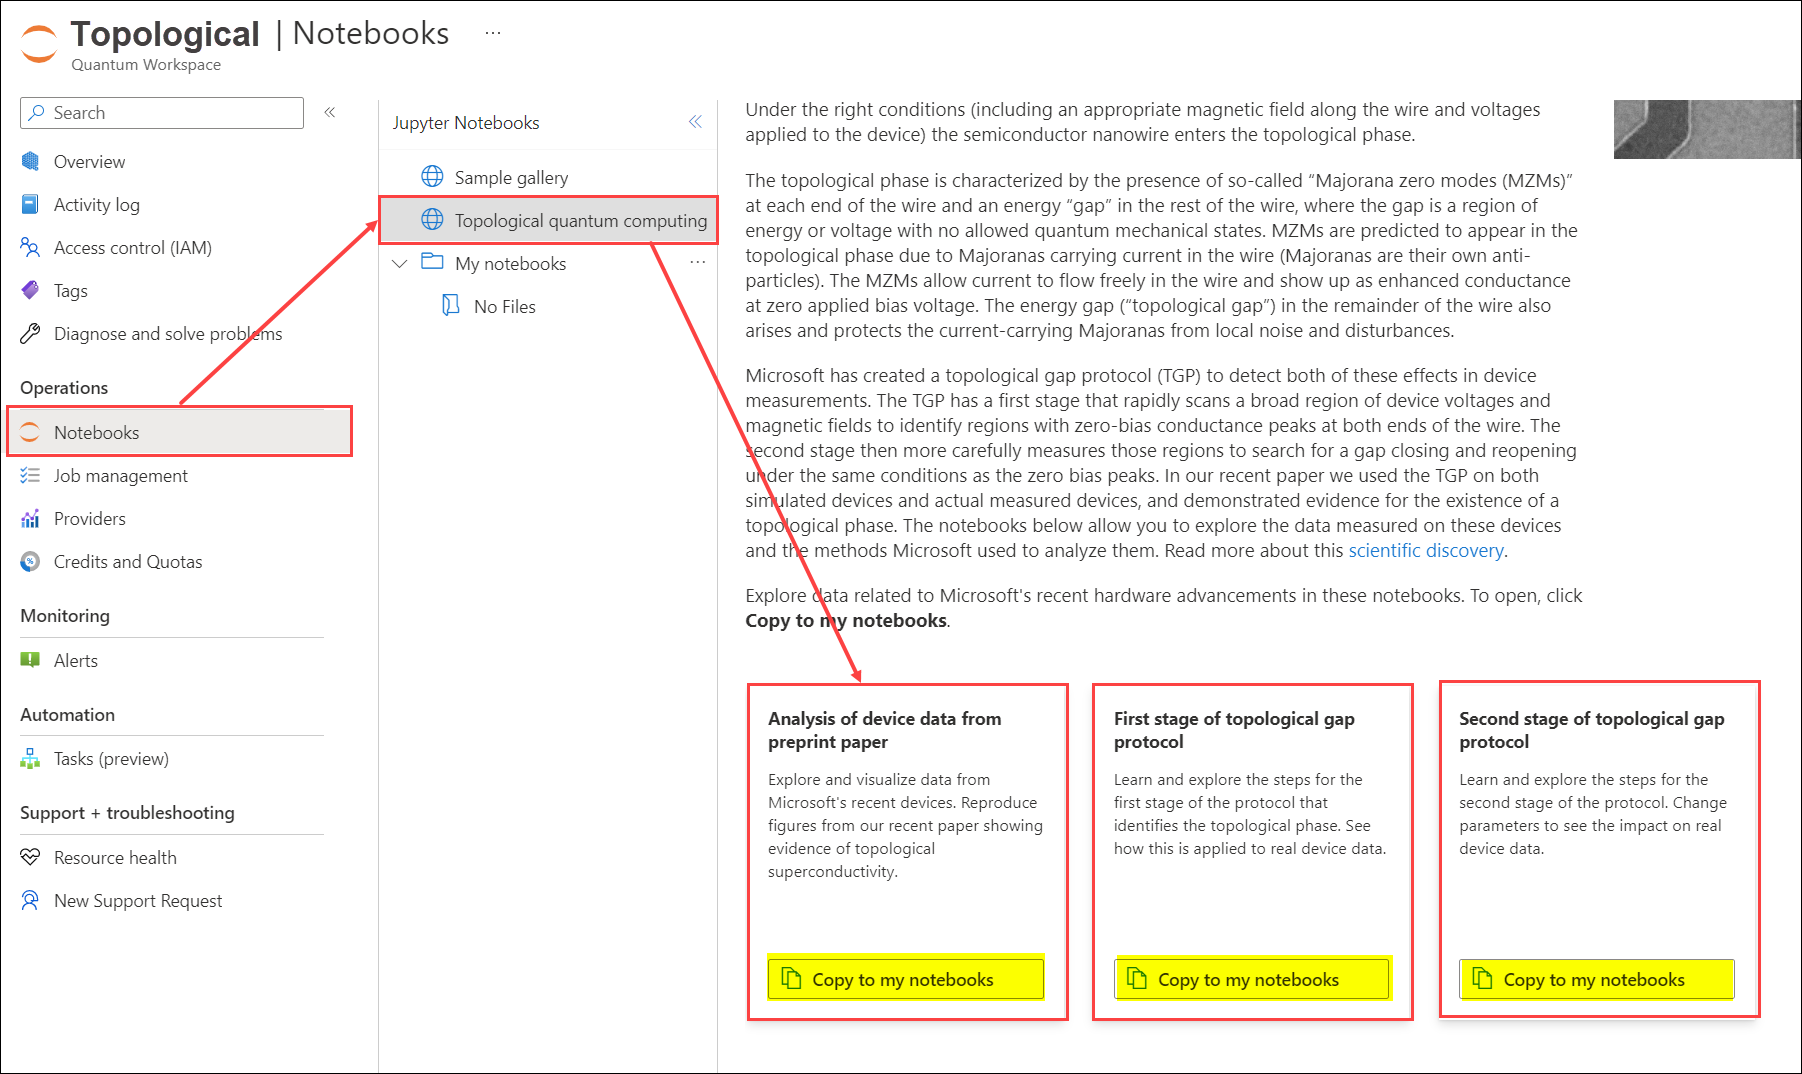 Topological | Notebooks ...
Quantum Workspace
Search
«
Overview
Activity log
Access control (IAM)
Tags
Diagnose and solve problems
Operations
Notebooks
Job management
Providers
Credits and Quotas
Monitoring
Alerts
Automation
Tasks (preview)
Support + troubleshooting
Resource health
New Support Request
Jupyter Notebooks «
Sample gallery
Topological quantum computing
My notebooks ...
No Files
Under the right conditions (including an appropriate magnetic field along the wire and voltages
applied to the device) the semiconductor nanowire enters the topological phase.
The topological phase is characterized by the presence of so-called “Majorana zero modes (MZMs)”
at each end of the wire and an energy “gap” in the rest of the wire, where the gap is a region of
energy or voltage with no allowed quantum mechanical states. MZMs are predicted to appear in the
topological phase due to Majoranas carrying current in the wire (Majoranas are their own anti-
particles). The MZMs allow current to flow freely in the wire and show up as enhanced conductance
at zero applied bias voltage. The energy gap (“topological gap”) in the remainder of the wire also
arises and protects the current-carrying Majoranas from local noise and disturbances.
Microsoft has created a topological gap protocol (TGP) to detect both of these effects in device
measurements. The TGP has a first stage that rapidly scans a broad region of device voltages and
magnetic fields to identify regions with zero-bias conductance peaks at both ends of the wire. The
second stage then more carefully measures those regions to search for a gap closing and reopening
under the same conditions as the zero bias peaks. In our recent paper we used the TGP on both
simulated devices and actual measured devices, and demonstrated evidence for the existence of a
topological phase. The notebooks below allow you to explore the data measured on these devices
and the methods Microsoft used to analyze them. Read more about this scientific discovery.
Explore data related to Microsoft's recent hardware advancements in these notebooks. To open, click
Copy to my notebooks.
Analysis of device data from
preprint paper
Explore and visualize data from
Microsoft's recent devices. Reproduce
figures from our recent paper showing
evidence of topological
superconductivity.
Copy to my notebooks
First stage of topological gap
protocol
Learn and explore the steps for the
first stage of the protocol that
identifies the topological phase. See
how this is applied to real device data.
Copy to my notebooks
Second stage of topological gap
protocol
Learn and explore the steps for the
second stage of the protocol. Change
parameters to see the impact on real
device data.
Copy to my notebooks